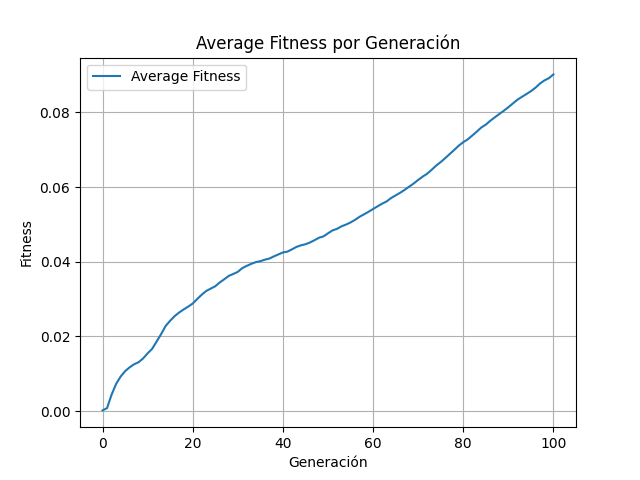 Average Fitness por Generación
Average Fitness
0.08
0.06
0.04
0.02
0.00
Fitness
0 20 40 60 80 100
Generación